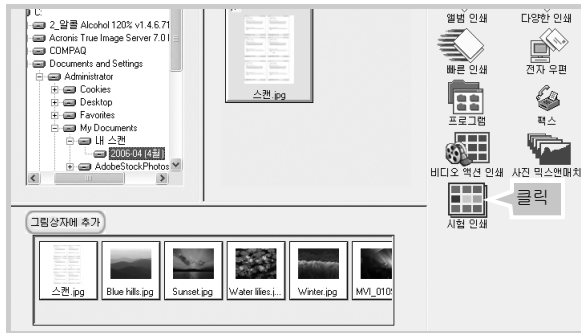 C:
2_알콜 Alcohol 120% v1.4.6.71
Acronis True Image Server 7.0 I
COMPAQ
Documents and Settings
Administrator
Cookies
Desktop
Favorites
My Documents
내 스캔
2006-04 (4월)
AdobeStockPhotos
스캔.jpg
앨범 인쇄
다양한 인쇄
빠른 인쇄
전자 우편
프로그램
팩스
비디오 액션 인쇄
사진 믹스앤매치
시험 인쇄
클릭
그림상자에 추가
스캔.jpg
Blue hills.jpg
Sunset.jpg
Water lilies.j...
Winter.jpg
MVI_010